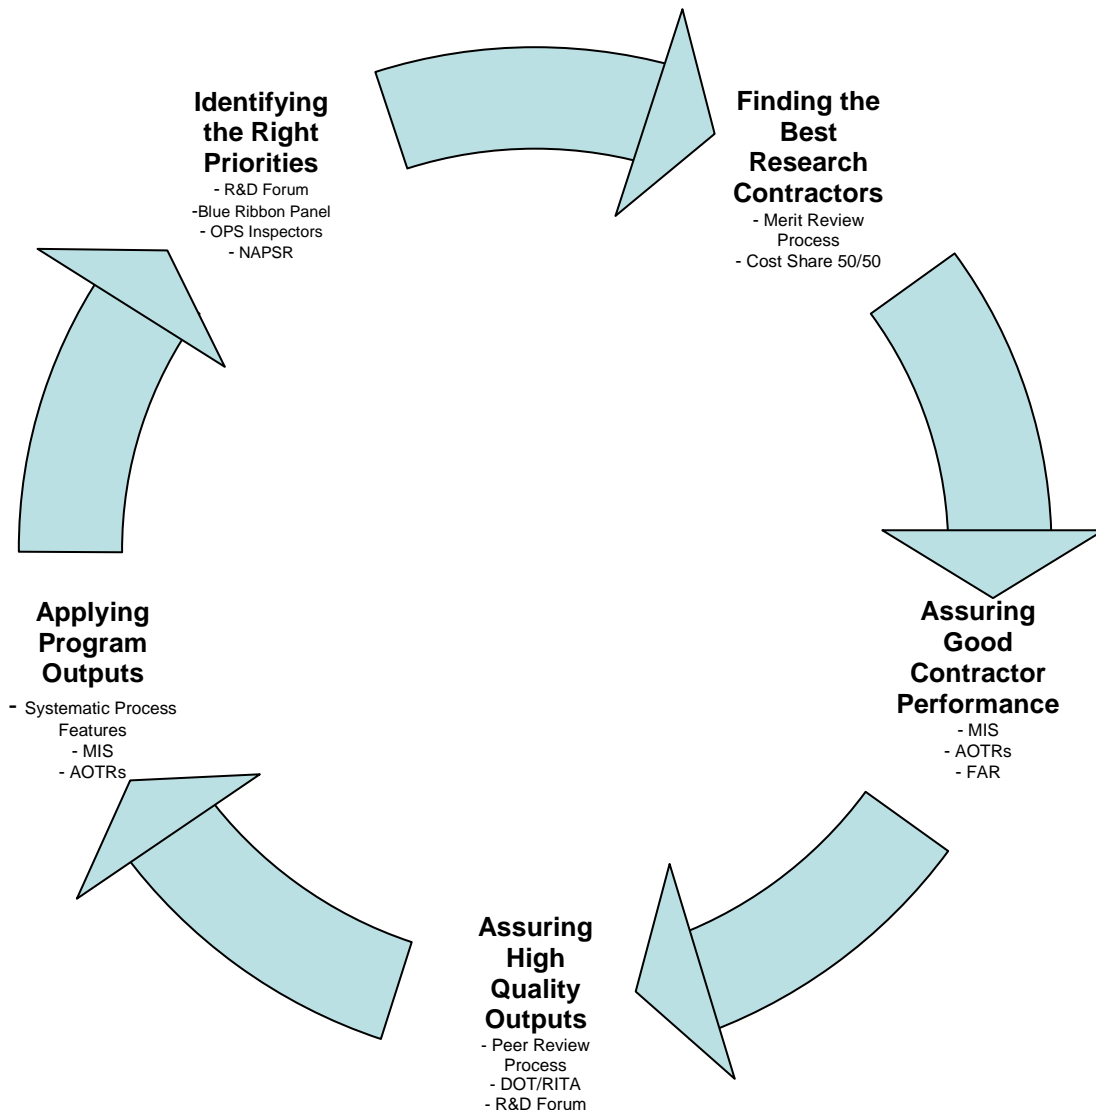 Identifying
the Right
Priorities
- R&D Forum
-Blue Ribbon Panel
- OPS Inspectors
- NAPSR
Finding the
Best
Research
Contractors
- Merit Review
Process
- Cost Share 50/50
Assuring
Good
Contractor
Performance
- MIS
- AOTRs
- FAR
Assuring
High
Quality
Outputs
- Peer Review
Process
- DOT/RITA
- R&D Forum
Applying
Program
Outputs
- Systematic Process
Features
- MIS
- AOTRs